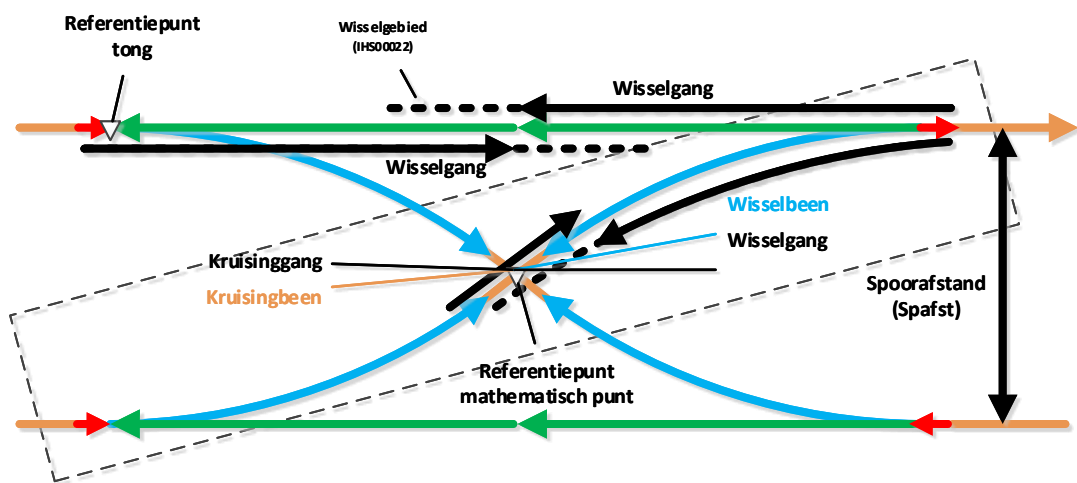 Referentiepunt
tong
Wisselgebied
(IHS00022)
Wisselgang
Wisselgang
Wisselbeen
Wisselgang
Kruisinggang
Kruisingbeen
Spoorafstand
(Spafst)
Referentiepunt
mathematisch punt